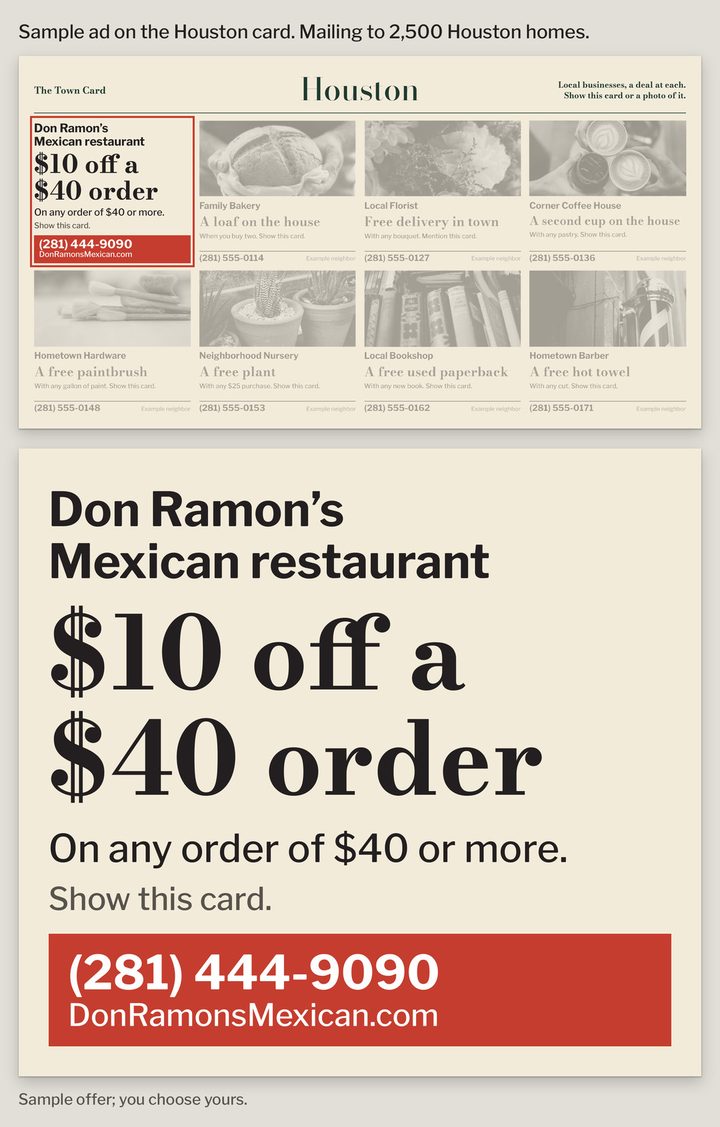 Sample ad on the Houston card. Mailing to 2,500 Houston homes.
The Town Card
Houston
Local businesses, a deal at each.
Show this card or a photo of it.
Don Ramon’s
Mexican restaurant
$10 off a
$40 order
On any order of $40 or more.
Show this card.
(281) 444-9090
DonRamonsMexican.com
Family Bakery
A loaf on the house
When you buy two. Show this card.
(281) 555-0114
Example neighbor
Local Florist
Free delivery in town
With any bouquet. Mention this card.
(281) 555-0127
Example neighbor
Corner Coffee House
A second cup on the house
With any pastry. Show this card.
(281) 555-0136
Example neighbor
Hometown Hardware
A free paintbrush
With any gallon of paint. Show this card.
(281) 555-0148
Example neighbor
Neighborhood Nursery
A free plant
With any $25 purchase. Show this card.
(281) 555-0153
Example neighbor
Local Bookshop
A free used paperback
With any new book. Show this card.
(281) 555-0162
Example neighbor
Hometown Barber
A free hot towel
With any cut. Show this card.
(281) 555-0171
Example neighbor
Don Ramon’s
Mexican restaurant
$10 off a
$40 order
On any order of $40 or more.
Show this card.
(281) 444-9090
DonRamonsMexican.com
Sample offer; you choose yours.